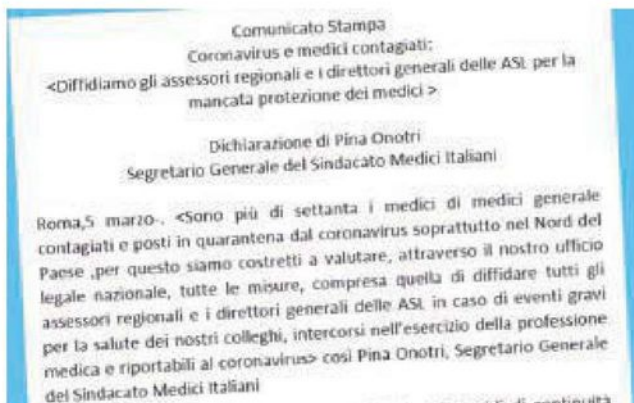 Comunicato Stampa
Coronavirus e medici contagiati:
<Diffidiamo gli assessori regionali e i direttori generali delle ASL per la
mancata protezione dei medici >
Dichiarazione di Pina Onotri
Segretario Generale del Sindacato Medici Italiani
Roma,5 marzo-. <Sono più di settanta i medici di medici generale
contagiati e posti in quarantena dal coronavirus soprattutto nel Nord del
Paese ,per questo siamo costretti a valutare, attraverso il nostro ufficio
legale nazionale, tutte le misure, compresa quella di diffidare tutti gli
assessori regionali e i direttori generali delle ASL in caso di eventi gravi
per la salute dei nostri colleghi, intercorsi nell'esercizio della professione
medica e riportabili al coronavirus> così Pina Onotri, Segretario Generale
del Sindacato Medici Italiani
di continuità